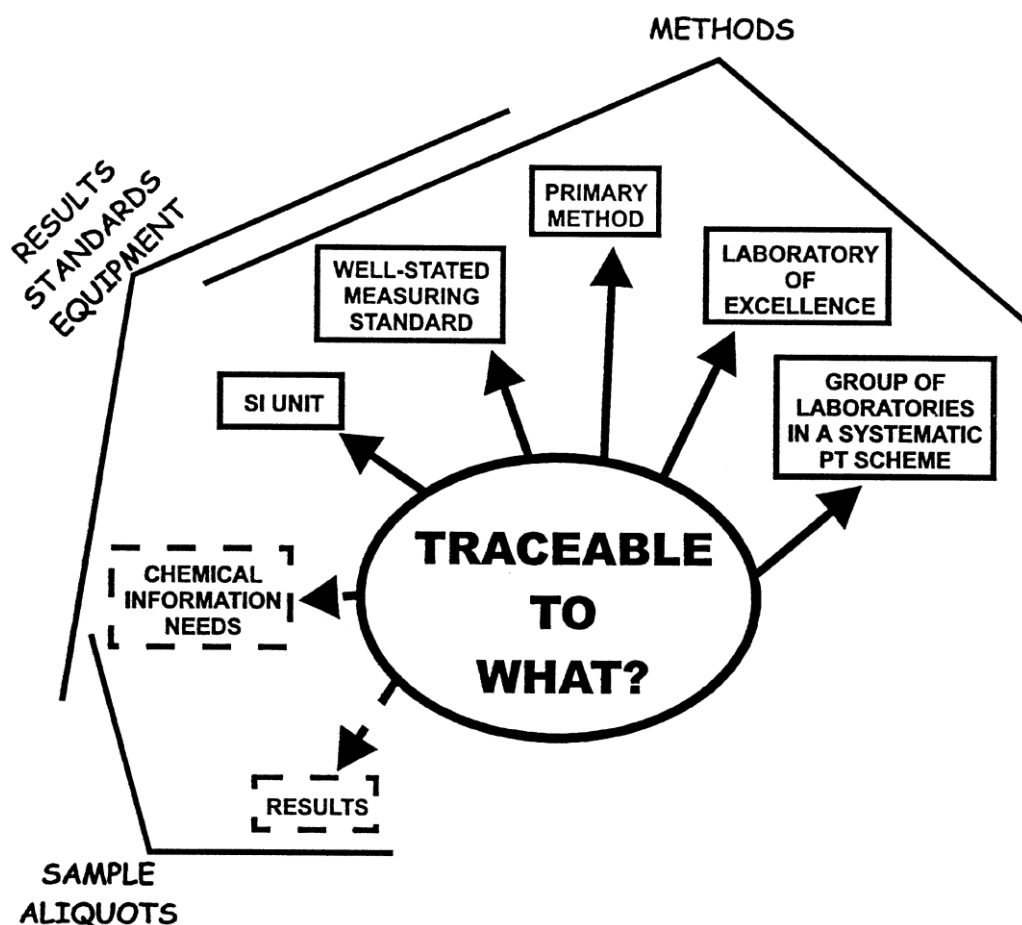 METHODS
RESULTS
STANDARDS
EQUIPMENT
PRIMARY
METHOD
WELL-STATED
MEASURING
STANDARD
LABORATORY
OF
EXCELLENCE
SI UNIT
GROUP OF
LABORATORIES
IN A SYSTEMATIC
PT SCHEME
TRACEABLE
TO
WHAT?
CHEMICAL
INFORMATION
NEEDS
RESULTS
SAMPLE
ALIQUOTS